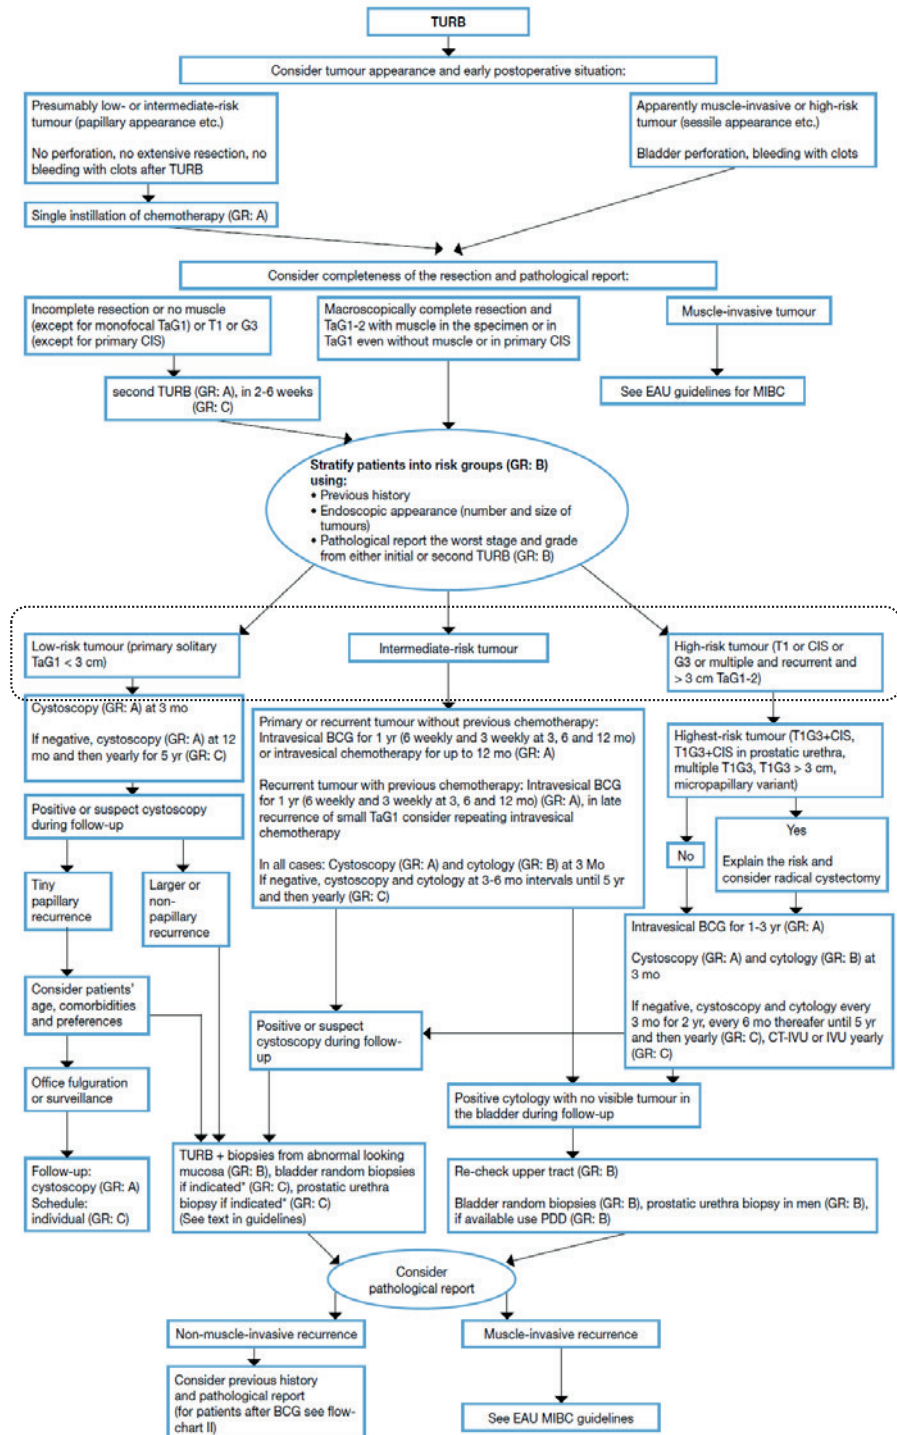 TURB
Consider tumour appearance and early postoperative situation:
Presumably low- or intermediate-risk
tumour (papillary appearance etc.)
No perforation, no extensive resection, no
bleeding with clots after TURB
Apparently muscle-invasive or high-risk
tumour (sessile appearance etc.)
Bladder perforation, bleeding with clots
Single instillation of chemotherapy (GR: A)
Consider completeness of the resection and pathological report:
Incomplete resection or no muscle
(except for monofocal TaG1) or T1 or G3
(except for primary CIS)
Macroscopically complete resection and
TaG1-2 with muscle in the specimen or in
TaG1 even without muscle or in primary CIS
Muscle-invasive tumour
second TURB (GR: A), in 2-6 weeks
(GR: C)
See EAU guidelines for MIBC
Stratify patients into risk groups (GR: B)
using:
• Previous history
• Endoscopic appearance (number and size of
tumours)
• Pathological report the worst stage and grade
from either initial or second TURB (GR: B)
Low-risk tumour (primary solitary
TaG1 < 3 cm)
Intermediate-risk tumour
High-risk tumour (T1 or CIS or
G3 or multiple and recurrent and
> 3 cm TaG1-2)
Cystoscopy (GR: A) at 3 mo
If negative, cystoscopy (GR: A) at 12
mo and then yearly for 5 yr (GR: C)
Primary or recurrent tumour without previous chemotherapy:
Intravesical BCG for 1 yr (6 weekly and 3 weekly at 3, 6 and 12 mo)
or intravesical chemotherapy for up to 12 mo (GR: A)
Recurrent tumour with previous chemotherapy: Intravesical BCG
for 1 yr (6 weekly and 3 weekly at 3, 6 and 12 mo) (GR: A), in late
recurrence of small TaG1 consider repeating intravesical
chemotherapy
In all cases: Cystoscopy (GR: A) and cytology (GR: B) at 3 Mo
If negative, cystoscopy and cytology at 3-6 mo intervals until 5 yr
and then yearly (GR: C)
Highest-risk tumour (T1G3+CIS,
T1G3+CIS in prostatic urethra,
multiple T1G3, T1G3 > 3 cm,
micropapillary variant)
Positive or suspect cystoscopy
during follow-up
No
Yes
Explain the risk and
consider radical cystectomy
Tiny
papillary
recurrence
Larger or
non-
papillary
recurrence
Intravesical BCG for 1-3 yr (GR: A)
Cystoscopy (GR: A) and cytology (GR: B) at
3 mo
If negative, cystoscopy and cytology every
3 mo for 2 yr, every 6 mo thereafer until 5 yr
and then yearly (GR: C), CT-IVU or IVU yearly
(GR: C)
Consider patients'
age, comorbidities
and preferences
Positive or suspect
cystoscopy during follow-
up
Office fulguration
or surveillance
Positive cytology with no visible tumour in
the bladder during follow-up
Follow-up:
cystoscopy (GR: A)
Schedule:
individual (GR: C)
TURB + biopsies from abnormal looking
mucosa (GR: B), bladder random biopsies
if indicated* (GR: C), prostatic urethra
biopsy if indicated* (GR: C)
(See text in guidelines)
Re-check upper tract (GR: B)
Bladder random biopsies (GR: B), prostatic urethra biopsy in men (GR: B),
if available use PDD (GR: B)
Consider
pathological report
Non-muscle-invasive recurrence
Muscle-invasive recurrence
Consider previous history
and pathological report
(for patients after BCG see flow-
chart II)
See EAU MIBC guidelines